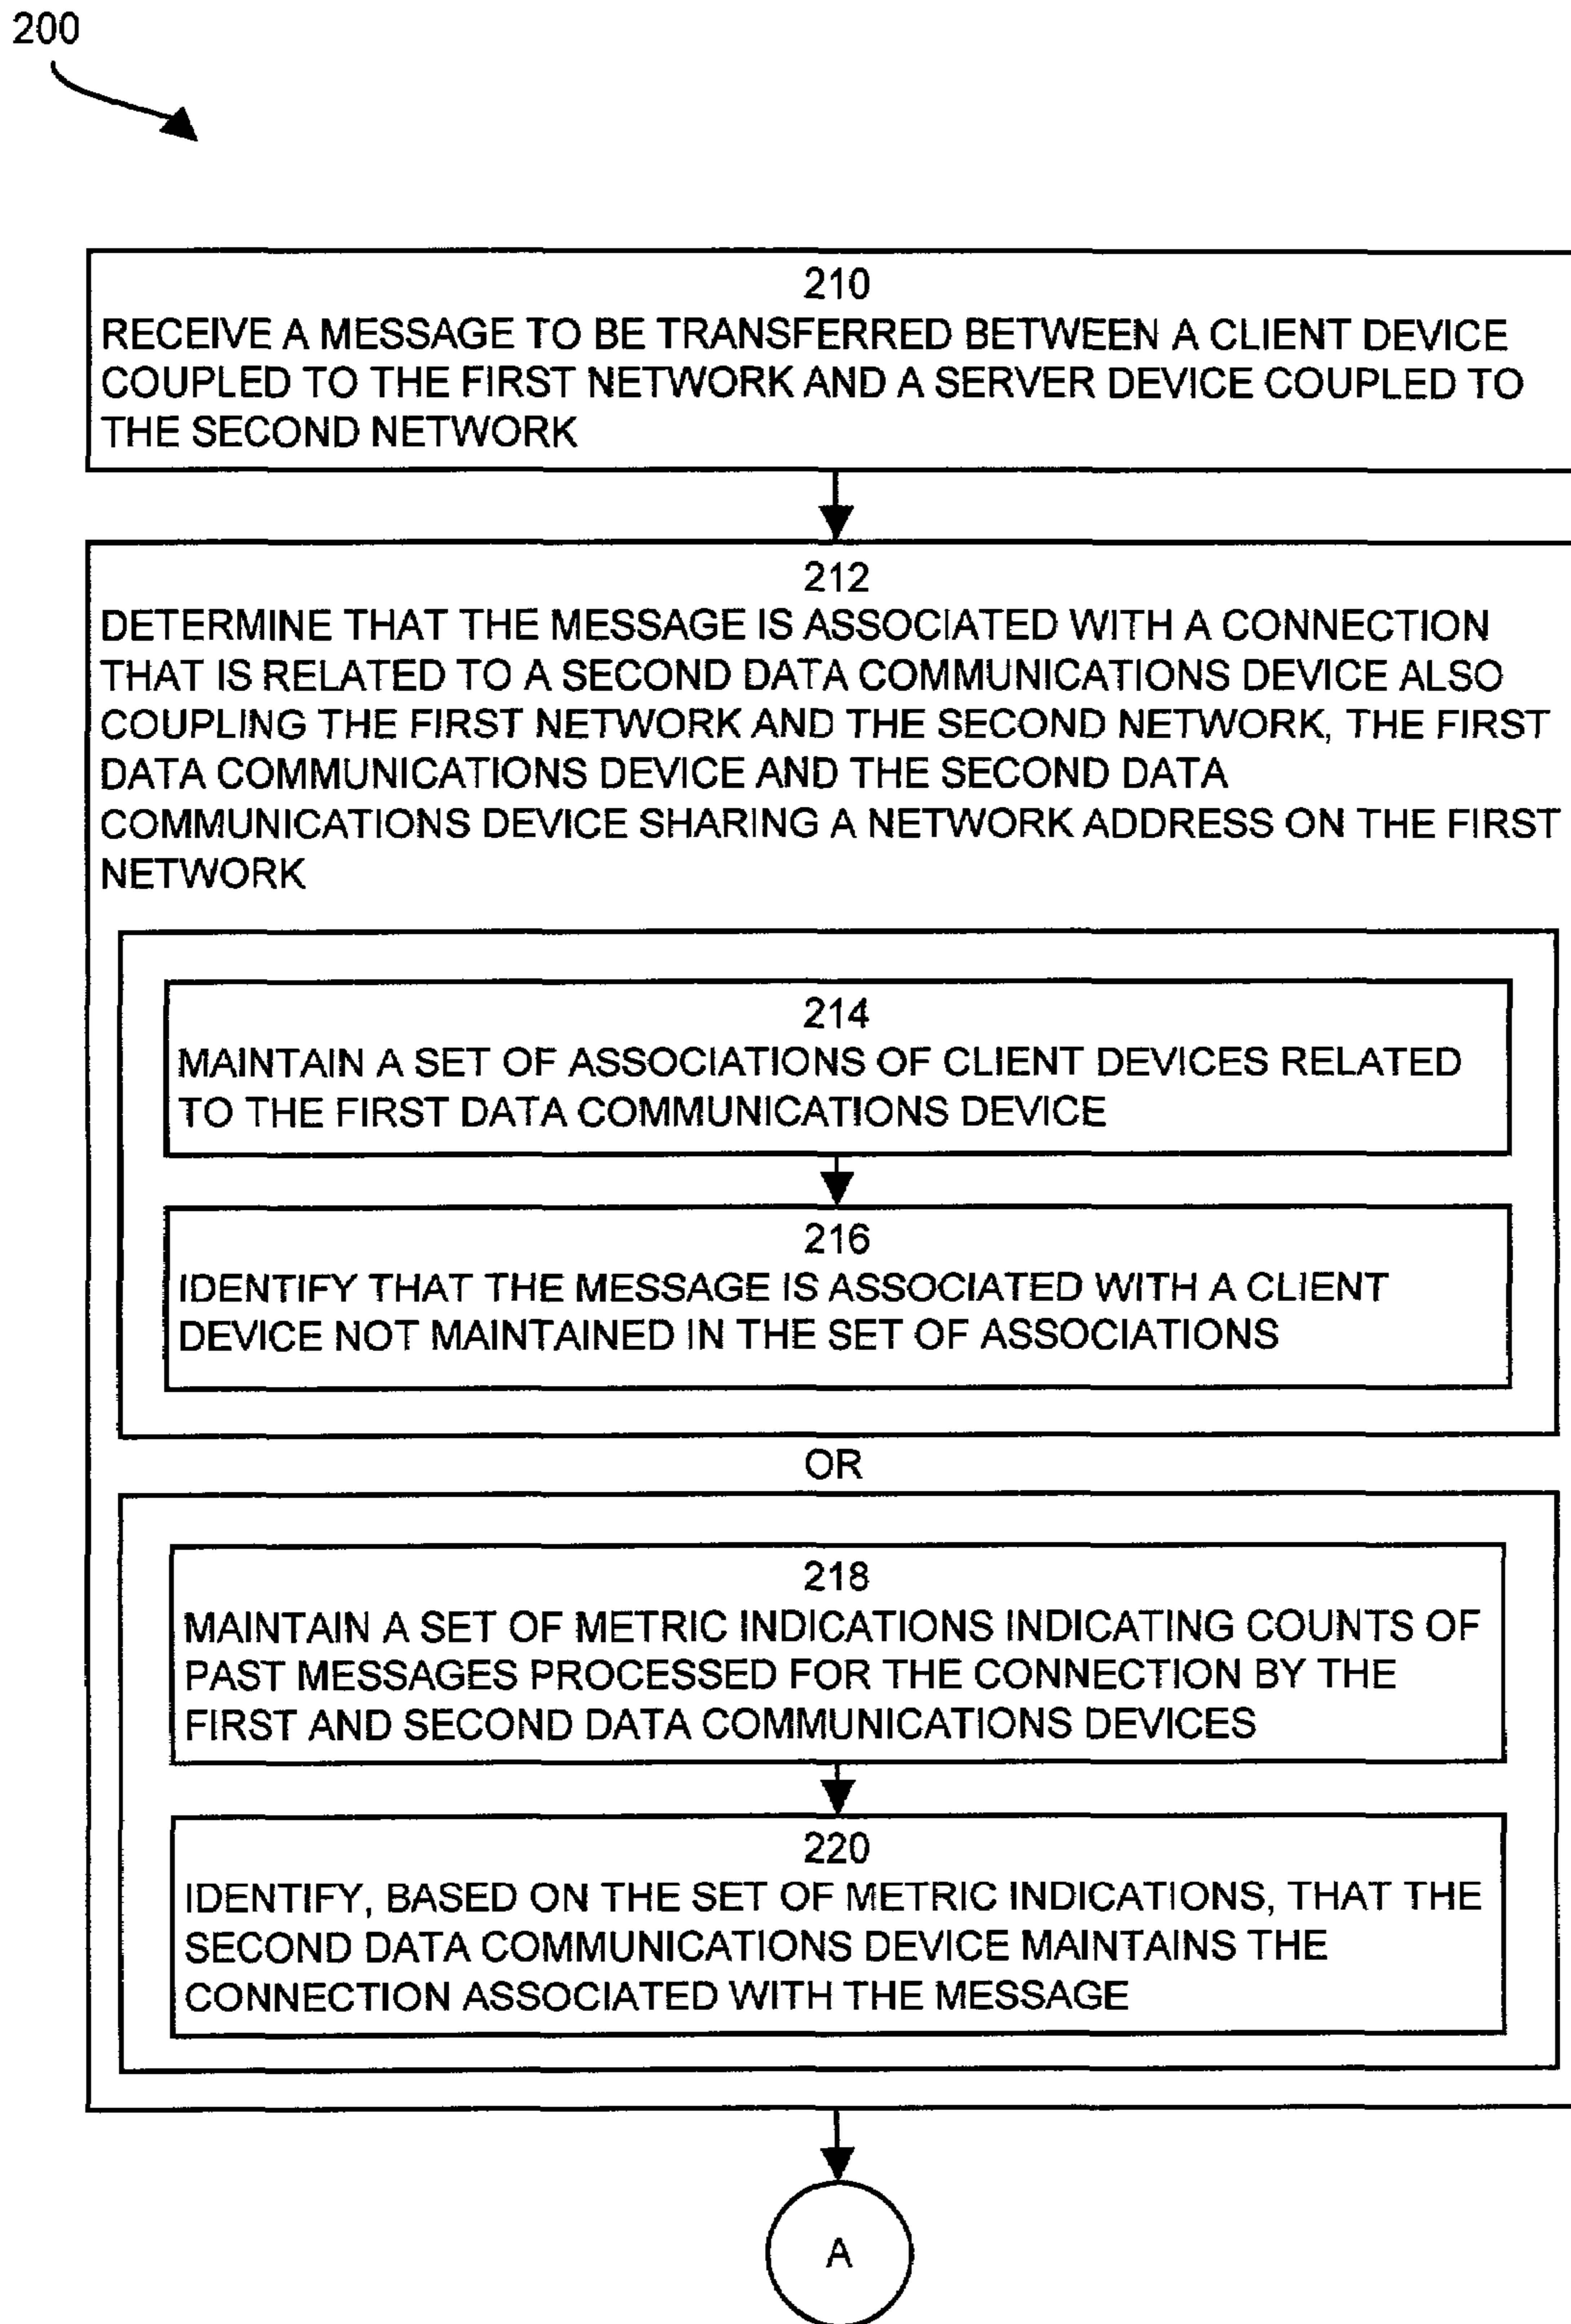 200
210
RECEIVE A MESSAGE TO BE TRANSFERRED BETWEEN A CLIENT DEVICE
COUPLED TO THE FIRST NETWORK AND A SERVER DEVICE COUPLED TO
THE SECOND NETWORK
212
DETERMINE THAT THE MESSAGE IS ASSOCIATED WITH A CONNECTION
THAT IS RELATED TO A SECOND DATA COMMUNICATIONS DEVICE ALSO
COUPLING THE FIRST NETWORK AND THE SECOND NETWORK, THE FIRST
DATA COMMUNICATIONS DEVICE AND THE SECOND DATA
COMMUNICATIONS DEVICE SHARING A NETWORK ADDRESS ON THE FIRST
NETWORK
214
MAINTAIN A SET OF ASSOCIATIONS OF CLIENT DEVICES RELATED
TO THE FIRST DATA COMMUNICATIONS DEVICE
216
IDENTIFY THAT THE MESSAGE IS ASSOCIATED WITH A CLIENT
DEVICE NOT MAINTAINED IN THE SET OF ASSOCIATIONS
OR
218
MAINTAIN A SET OF METRIC INDICATIONS INDICATING COUNTS OF
PAST MESSAGES PROCESSED FOR THE CONNECTION BY THE
FIRST AND SECOND DATA COMMUNICATIONS DEVICES
220
IDENTIFY, BASED ON THE SET OF METRIC INDICATIONS, THAT THE
SECOND DATA COMMUNICATIONS DEVICE MAINTAINS THE
CONNECTION ASSOCIATED WITH THE MESSAGE
A